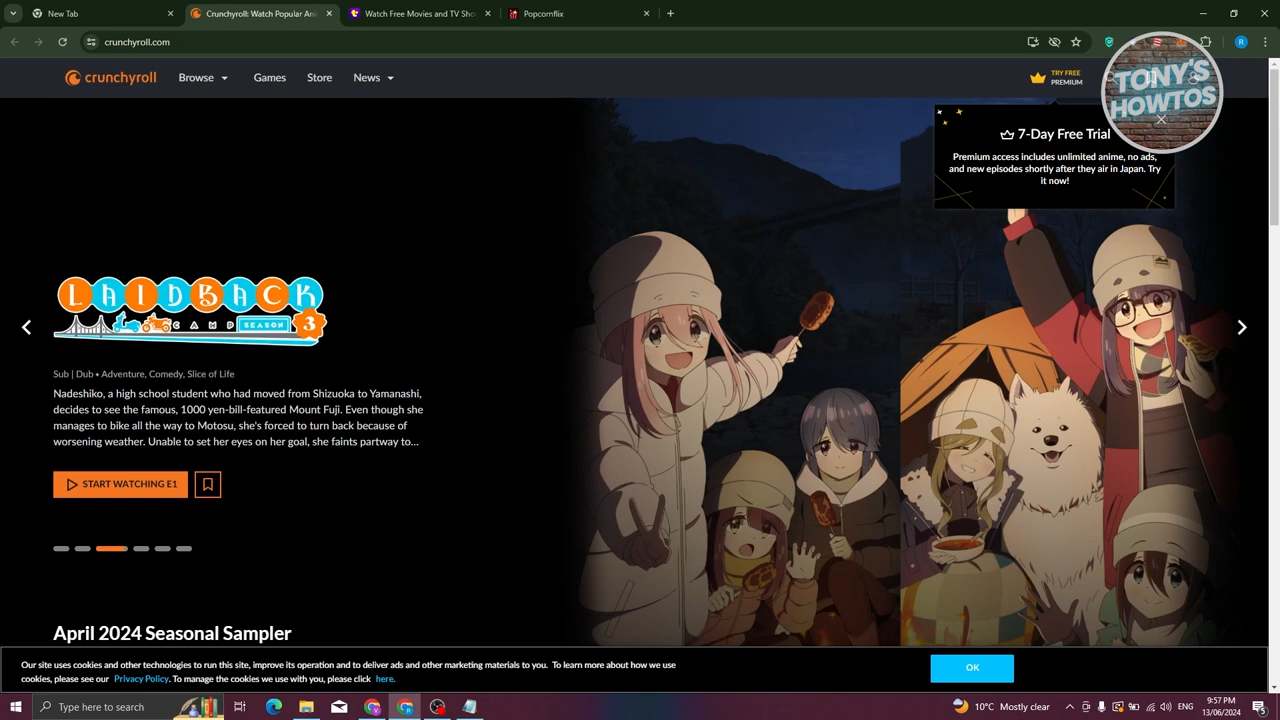 New Tab
Crunchyroll: Watch Popular Ani
Watch Free Movies and TV Sho
Popcornflix
crunchyroll.com
crunchyroll
Browse
Games
Store
News
TRY FREE
PREMIUM
TONY'S
HOWTOS
7-Day Free Trial
Premium access includes unlimited anime, no ads,
and new episodes shortly after they air in Japan. Try
it now!
LAIDBACK
CAMP SEASON 3
Sub | Dub • Adventure, Comedy, Slice of Life
Nadeshiko, a high school student who had moved from Shizuoka to Yamanashi,
decides to see the famous, 1000 yen-bill-featured Mount Fuji. Even though she
manages to bike all the way to Motosu, she's forced to turn back because of
worsening weather. Unable to set her eyes on her goal, she faints partway to...
START WATCHING E1
April 2024 Seasonal Sampler
Our site uses cookies and other technologies to run this site, improve its operation and to deliver ads and other marketing materials to you. To learn more about how we use
cookies, please see our Privacy Policy. To manage the cookies we use with you, please click here.
OK
Type here to search
10°C Mostly clear
ENG
9:57 PM
13/06/2024
5
R